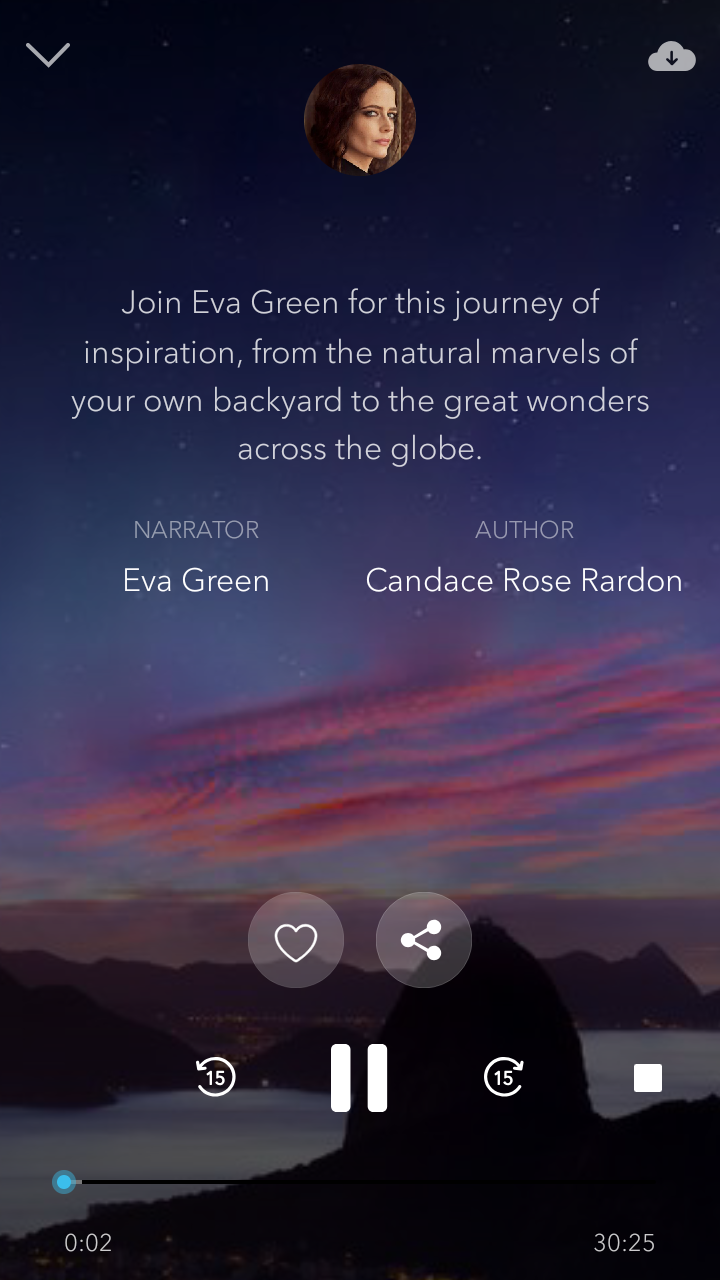 Join Eva Green for this journey of
inspiration, from the natural marvels of
your own backyard to the great wonders
across the globe.
NARRATOR
AUTHOR
Eva Green
Candace Rose Rardon
15
15
0:02
30:25